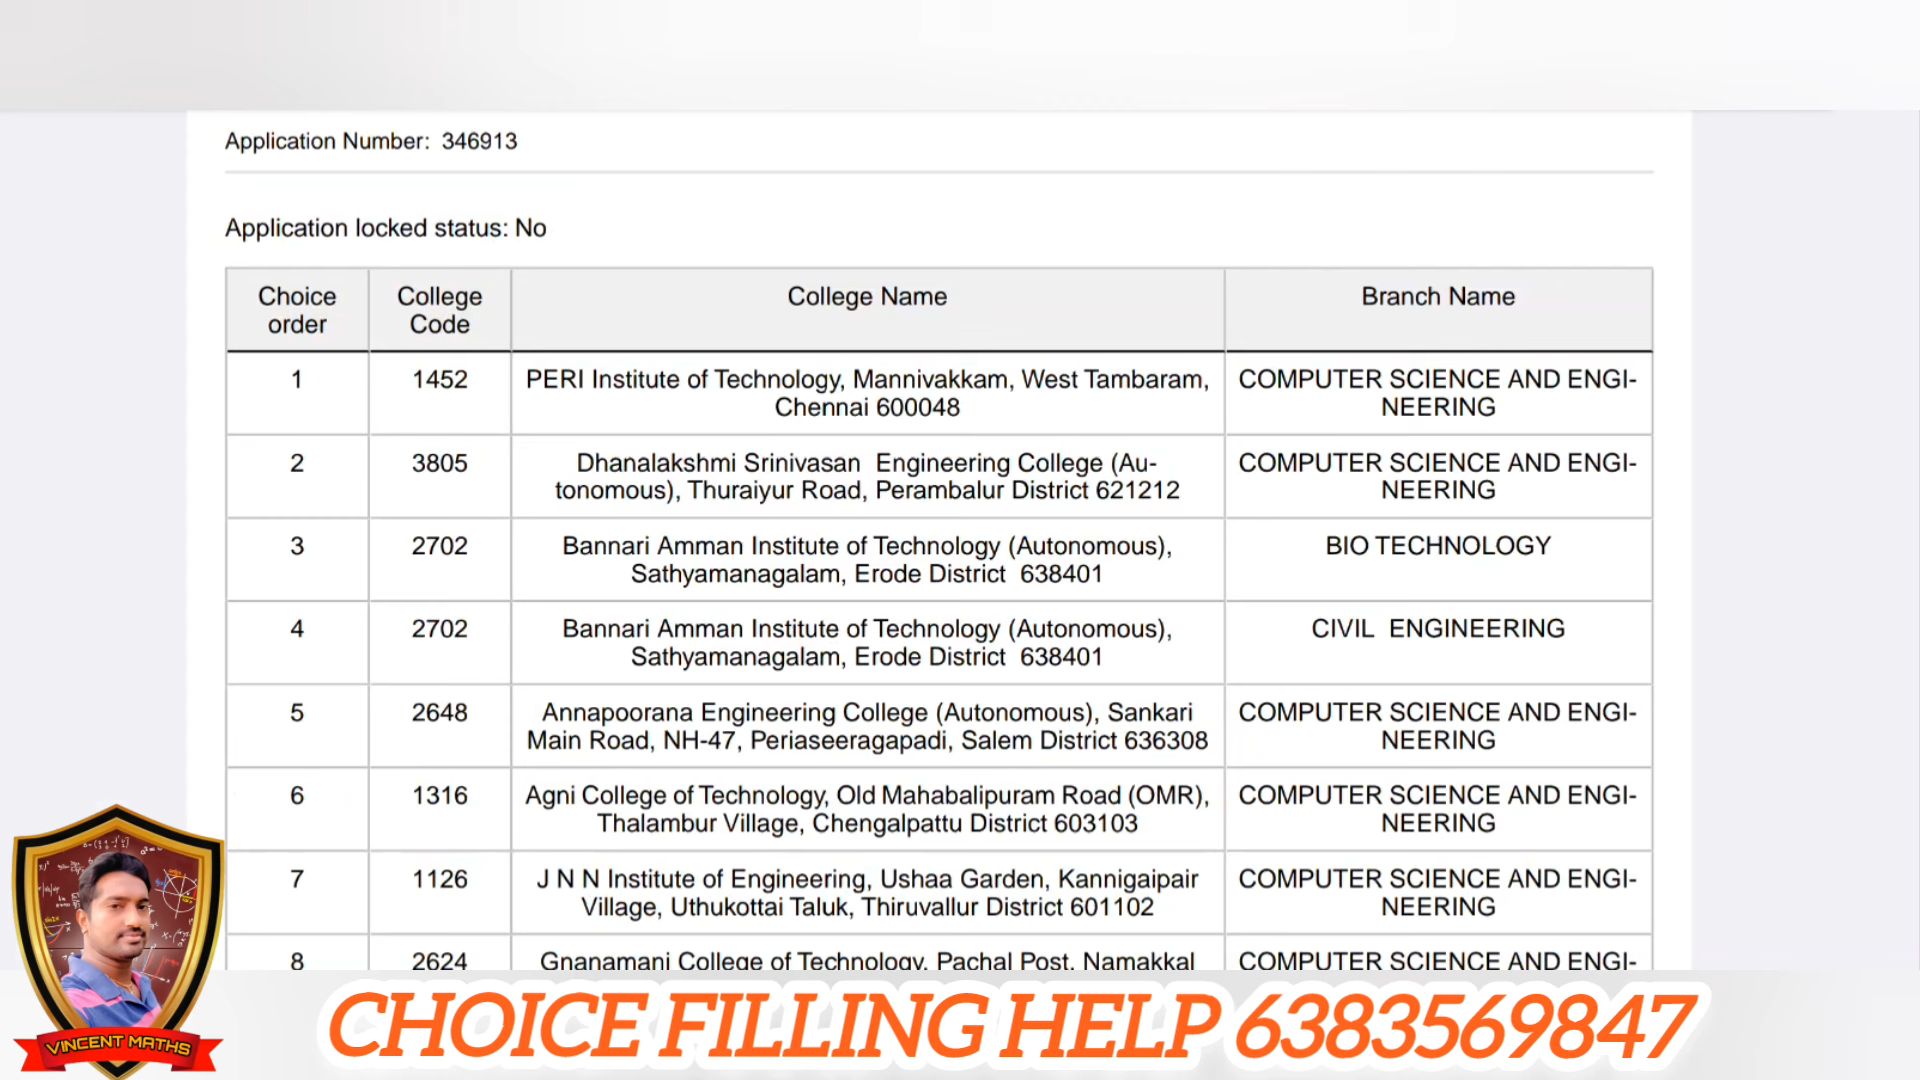 Application Number: 346913
Application locked status: No
Choice order
College Code
College Name
Branch Name
1
1452
PERI Institute of Technology, Mannivakkam, West Tambaram,
Chennai 600048
COMPUTER SCIENCE AND ENGI-
NEERING
2
3805
Dhanalakshmi Srinivasan  Engineering College (Au-
tonomous), Thuraiyur Road, Perambalur District 621212
COMPUTER SCIENCE AND ENGI-
NEERING
3
2702
Bannari Amman Institute of Technology (Autonomous),
Sathyamanagalam, Erode District  638401
BIO TECHNOLOGY
4
2702
Bannari Amman Institute of Technology (Autonomous),
Sathyamanagalam, Erode District  638401
CIVIL  ENGINEERING
5
2648
Annapoorana Engineering College (Autonomous), Sankari
Main Road, NH-47, Periaseeragapadi, Salem District 636308
COMPUTER SCIENCE AND ENGI-
NEERING
6
1316
Agni College of Technology, Old Mahabalipuram Road (OMR),
Thalambur Village, Chengalpattu District 603103
COMPUTER SCIENCE AND ENGI-
NEERING
7
1126
J N N Institute of Engineering, Ushaa Garden, Kannigaipair
Village, Uthukottai Taluk, Thiruvallur District 601102
COMPUTER SCIENCE AND ENGI-
NEERING
8
2624
Gnanamani College of Technology, Pachal Post, Namakkal
COMPUTER SCIENCE AND ENGI-
VINCENT MATHS
CHOICE FILLING HELP 6383569847